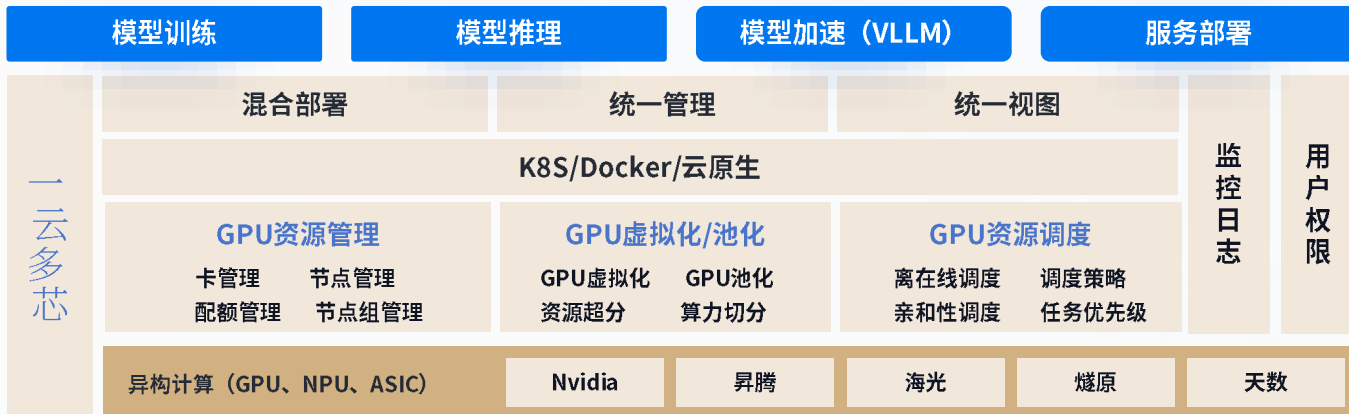 模型训练
模型推理
模型加速（VLLM）
服务部署
一云多芯
混合部署
统一管理
统一视图
K8S/Docker/云原生
GPU资源管理
卡管理 节点管理
配额管理 节点组管理
GPU虚拟化/池化
GPU虚拟化 GPU池化
资源超分 算力切分
GPU资源调度
离在线调度 调度策略
亲和性调度 任务优先级
监控日志
用户权限
异构计算（GPU、NPU、ASIC）
Nvidia
昇腾
海光
燧原
天数